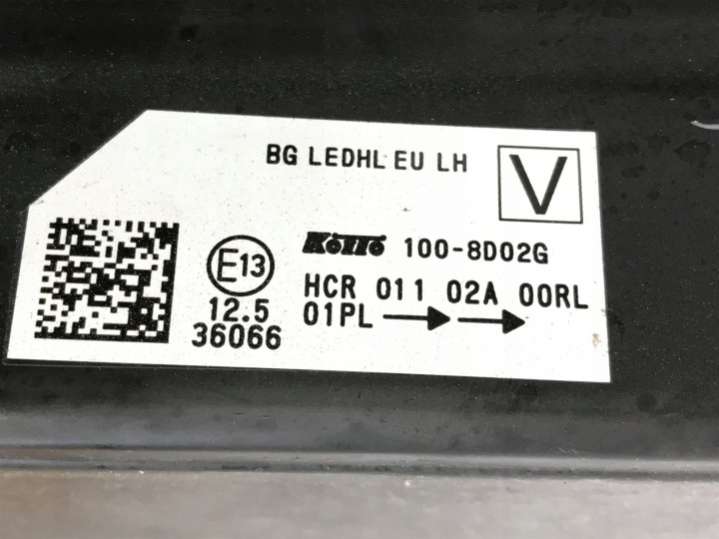 BG LEDHL EU LH
V
Koito 100-8D02G
E13
HCR 011 02A 00RL
12.5
01PL
36066